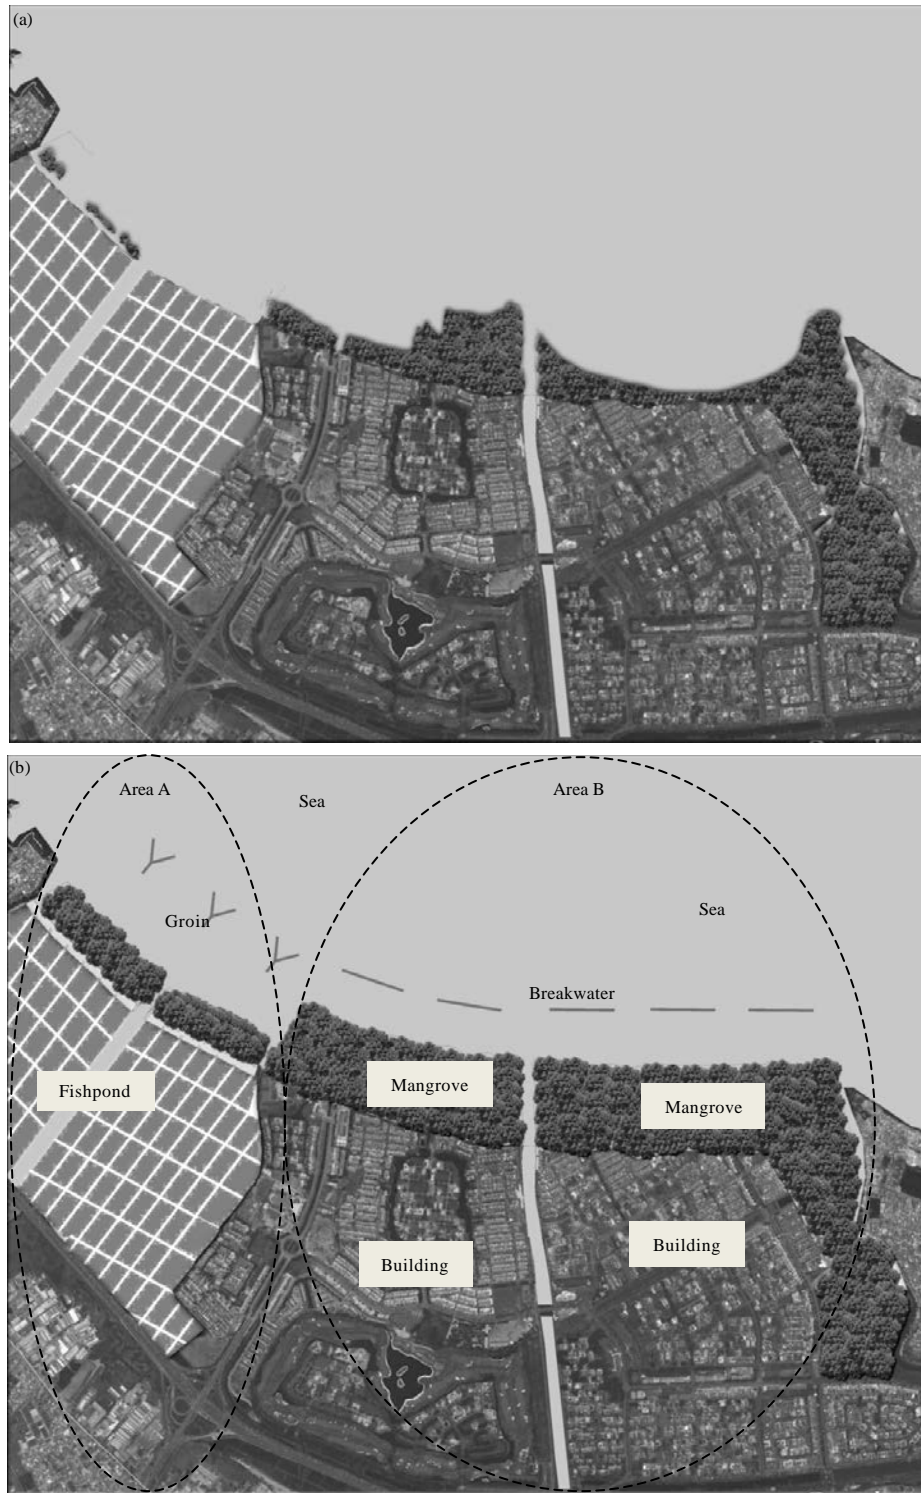 (a)
(b)
Area A
Sea
Area B
Groin
Sea
Breakwater
Fishpond
Mangrove
Mangrove
Building
Building